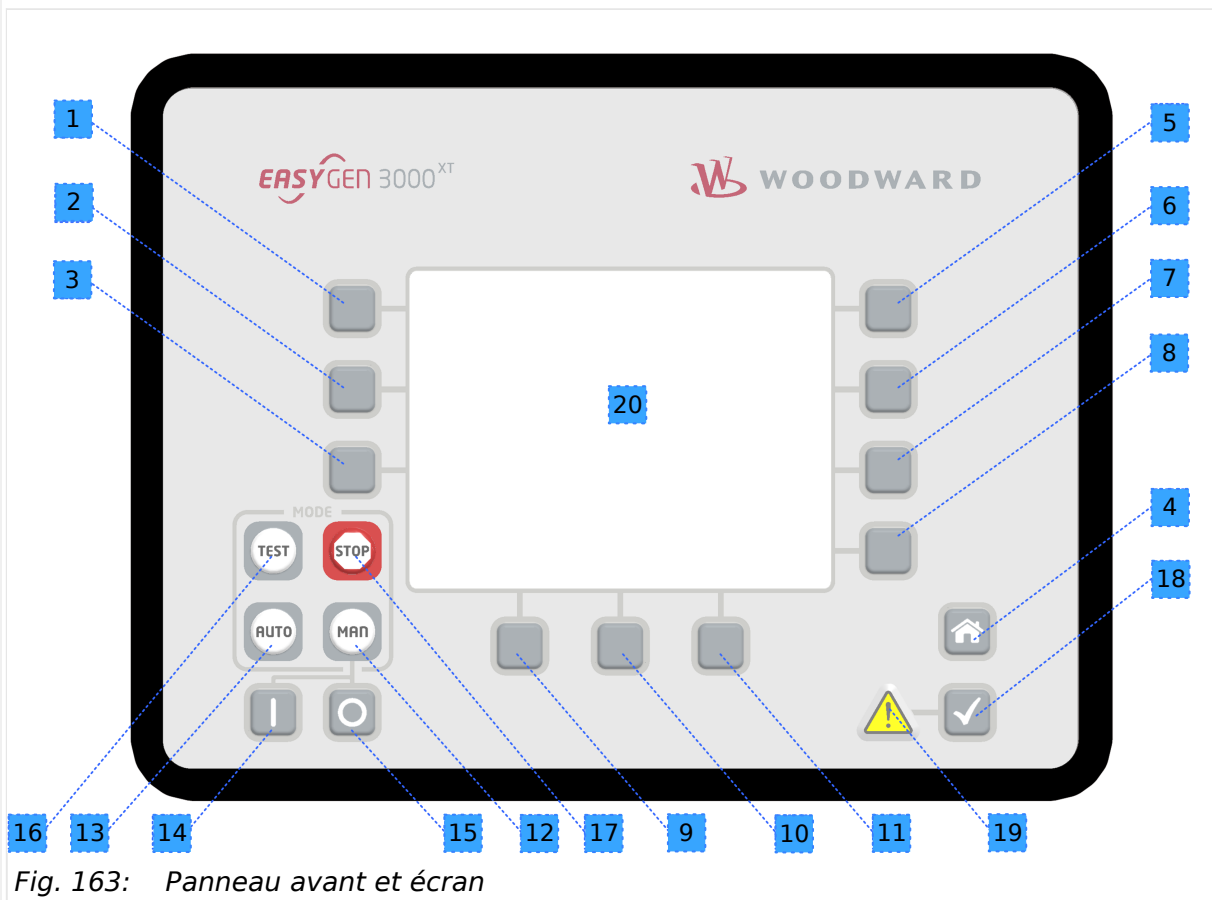 1
5
EASYGEN 3000XT
WOODWARD
2
6
3
7
8
20
4
MODE
TEST
STOP
18
AUTO
MAN
16
13
14
15
12
17
9
10
11
19
Fig. 163: Panneau avant et écran